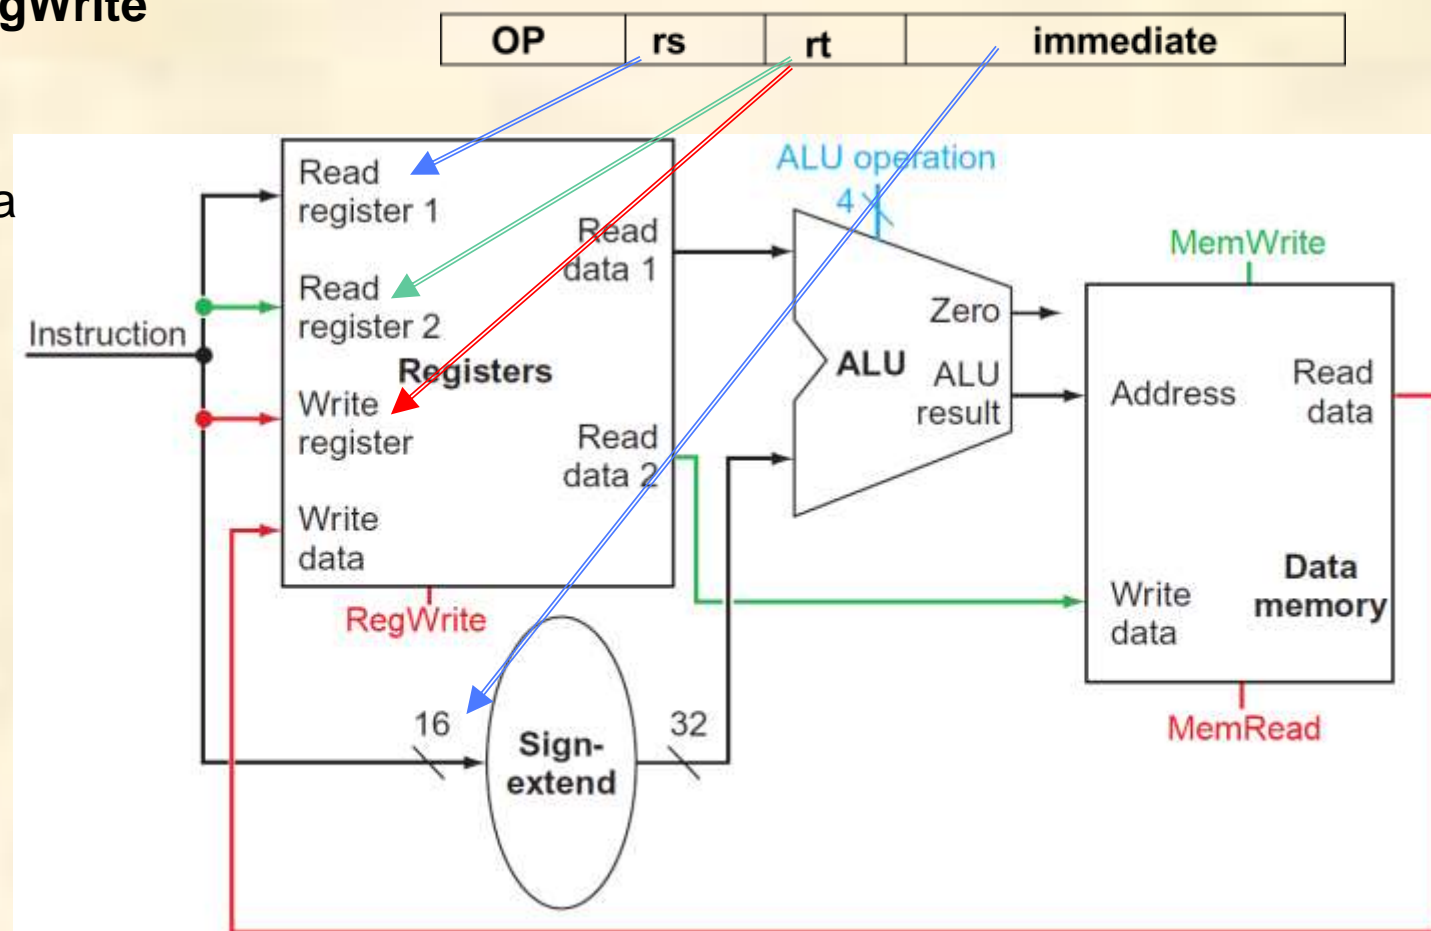 gWrite
OP rs rt immediate
a
ALU operation
4
Read
register 1
Read
data 1
MemWrite
Read
register 2
Zero
Instruction
Registers
ALU
ALU
result
Address
Read
data
Write
register
Read
data 2
Write
data
Data
memory
Write
data
RegWrite
16
32
MemRead
Sign-
extend